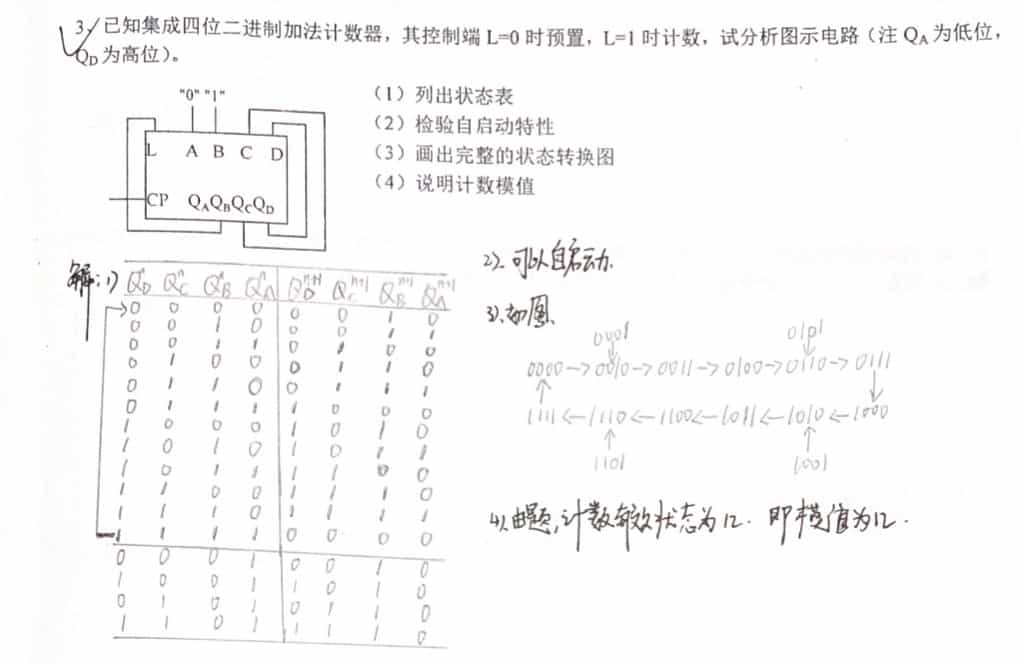 3、已知集成四位二进制加法计数器，其控制端 L=0 时预置，L=1 时计数，试分析图示电路（注 QA 为低位，
QD 为高位）。
"0" "1"
L A B C D
CP QAQBQCQD
（1）列出状态表
（2）检验自启动特性
（3）画出完整的状态转换图
（4）说明计数模值
解:1)
QDn QCn QBn QAn QDn+1 QCn+1 QBn+1 QAn+1
0 0 0 0 0 0 1 0
0 0 1 0 0 0 1 1
0 0 1 1 0 1 0 0
0 1 0 0 0 1 1 0
0 1 1 0 0 1 1 1
0 1 1 1 1 0 0 0
1 0 0 0 1 0 1 0
1 0 1 0 1 0 1 1
1 0 1 1 1 1 0 0
1 1 0 0 1 1 1 0
1 1 1 0 1 1 1 1
1 1 1 1 0 0 0 0
0 0 0 1 0 0 1 0
1 0 0 1 1 0 1 0
0 1 0 1 0 1 1 0
1 1 0 1 1 1 1 0
2). 可以自启动.
3).如图.
0001 0101
0000→0010→0011→0100→0110→0111
1111←1110←1100←1011←1010←1000
1101 1001
4).由题,计数有效状态为12. 即模值为12.